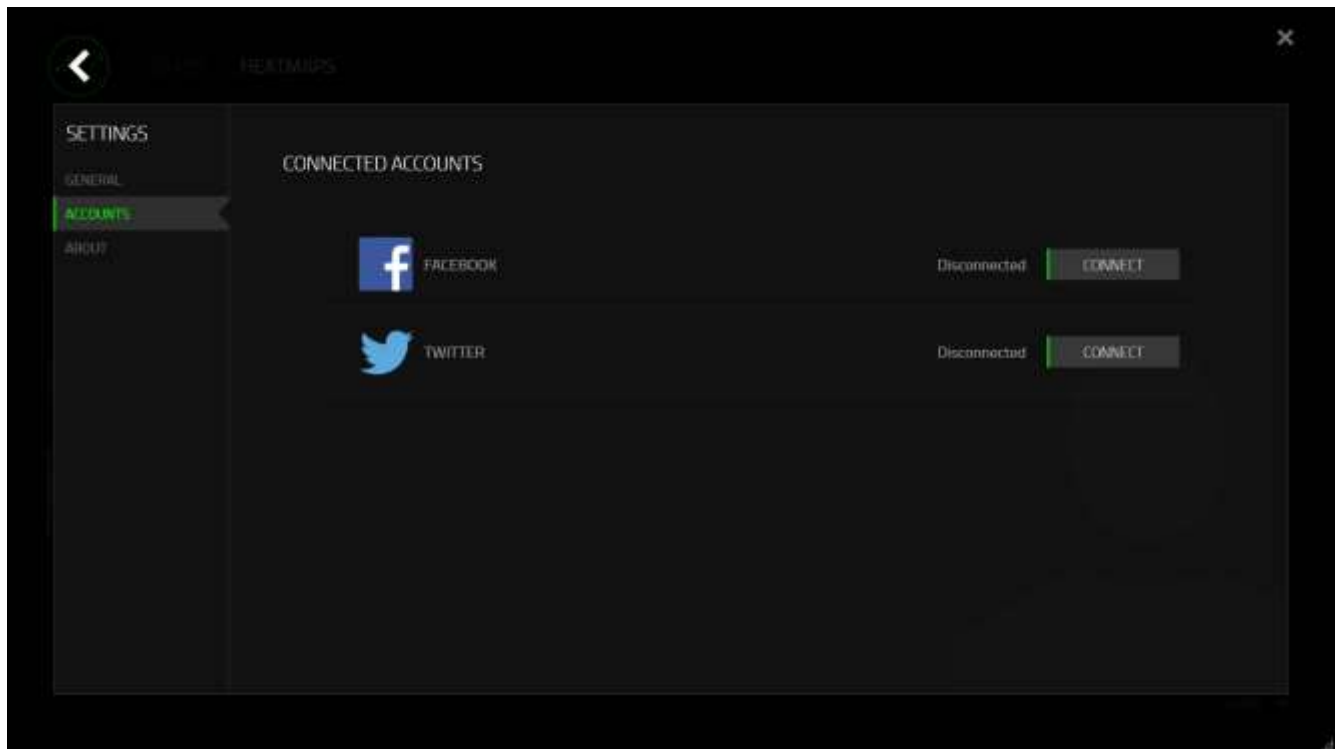 HEATMAPS
SETTINGS
GENERAL
ACCOUNTS
ABOUT
CONNECTED ACCOUNTS
FACEBOOK Disconnected CONNECT
TWITTER Disconnected CONNECT